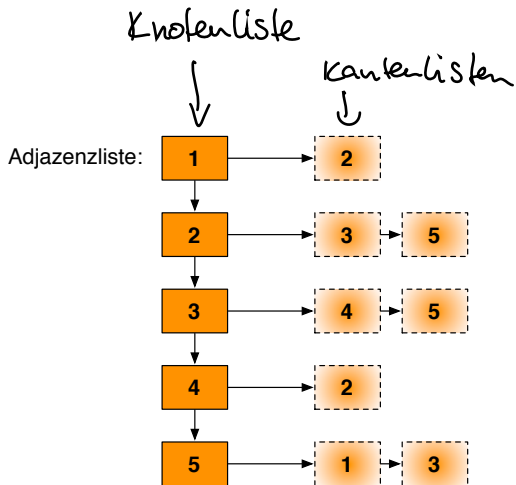 Knotenliste
Kantenlisten
Adjazenzliste: 1 2
2 3 5
3 4 5
4 2
5 1 3